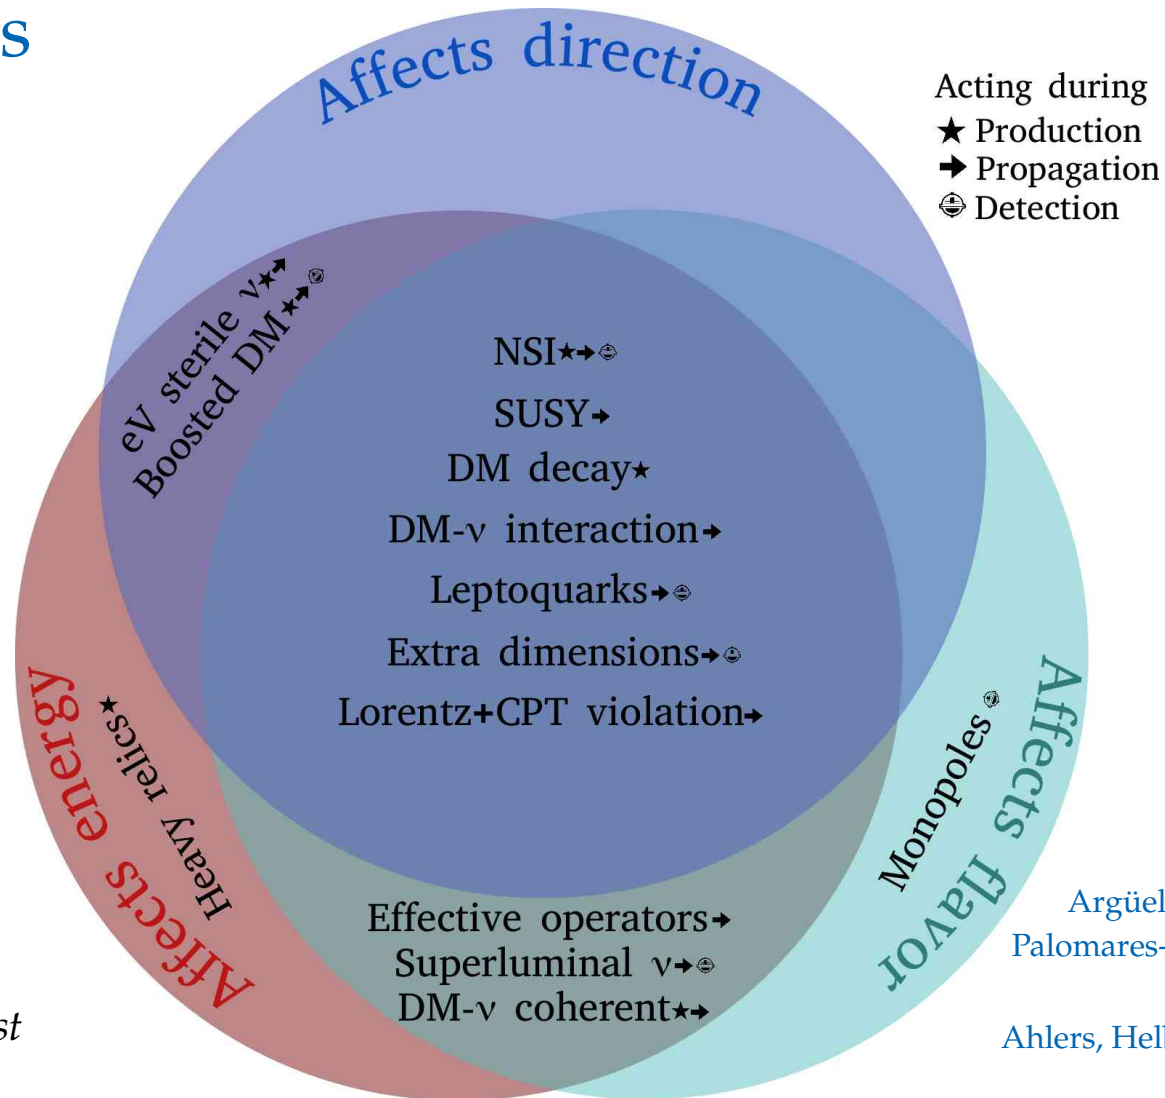 s
Affects direction
Acting during
★ Production
➔ Propagation
Detection
eV sterile ν★➔
Boosted DM★➔
NSI★➔
SUSY➔
DM decay★
DM-ν interaction➔
Leptoquarks➔
Extra dimensions➔
Lorentz+CPT violation➔
Affects energy
Heavy relics★
Monopoles
Affects flavor
Effective operators➔
Superluminal ν➔
DM-ν coherent★➔
Argüel
Palomares-
st
Ahlers, Hell